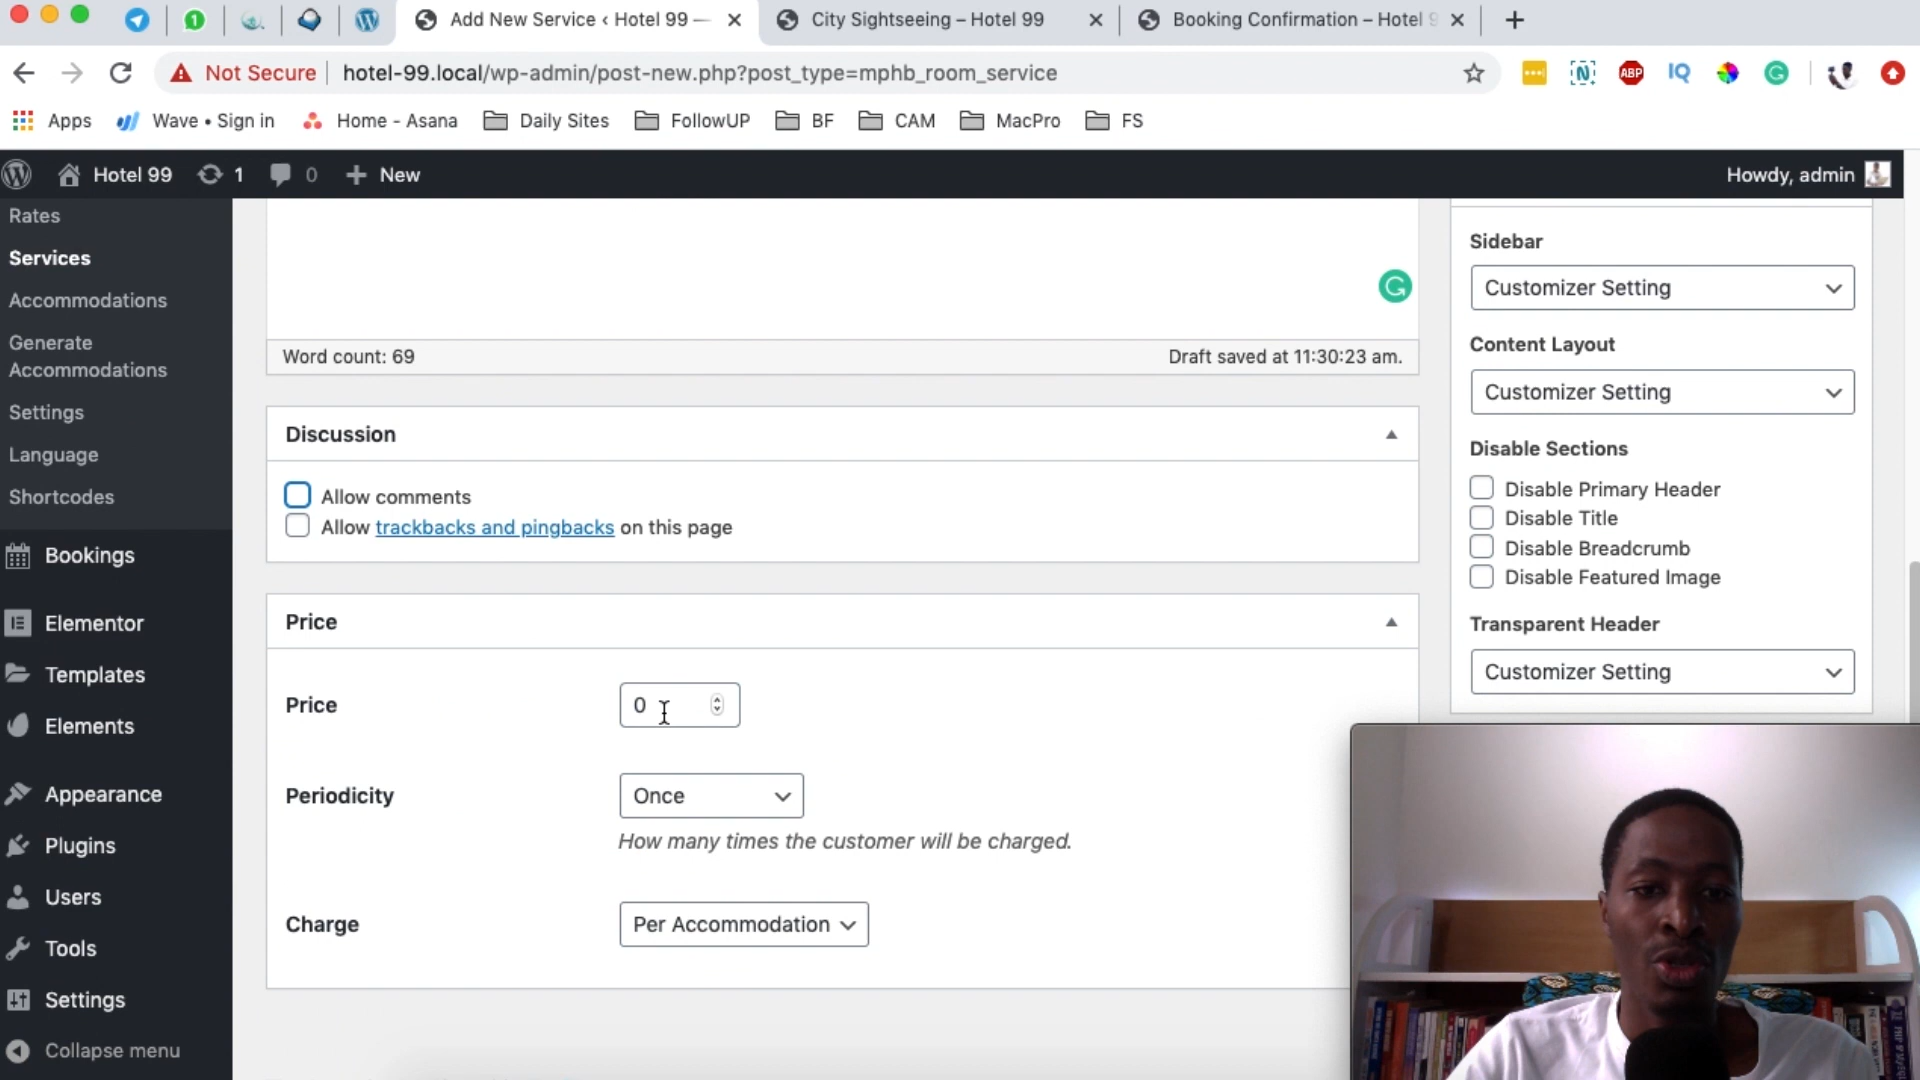 Add New Service ‹ Hotel 99 —
City Sightseeing – Hotel 99
Booking Confirmation – Hotel 9
1
Not Secure
hotel-99.local/wp-admin/post-new.php?post_type=mphb_room_service
ABP
IQ
Apps
Wave • Sign in
Home - Asana
Daily Sites
FollowUP
BF
CAM
MacPro
FS
Hotel 99
1
0
New
Howdy, admin
Rates
Services
Accommodations
Generate
Accommodations
Settings
Language
Shortcodes
Bookings
Elementor
Templates
Elements
Appearance
Plugins
Users
Tools
Settings
Collapse menu
Word count: 69
Draft saved at 11:30:23 am.
Discussion
Allow comments
Allow trackbacks and pingbacks on this page
Price
Price
0
Periodicity
Once
How many times the customer will be charged.
Charge
Per Accommodation
Sidebar
Customizer Setting
Content Layout
Customizer Setting
Disable Sections
Disable Primary Header
Disable Title
Disable Breadcrumb
Disable Featured Image
Transparent Header
Customizer Setting